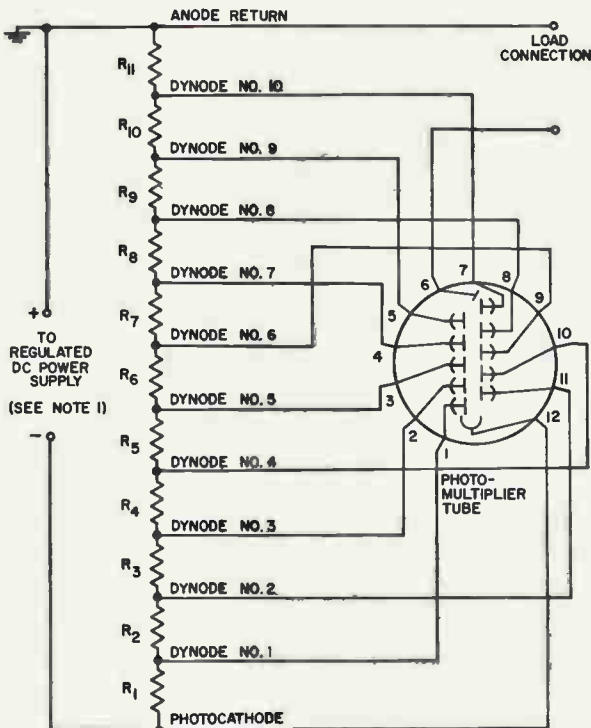 ANODE RETURN
LOAD
CONNECTION
R11
DYNODE NO. 10
R10
DYNODE NO. 9
R9
DYNODE NO. 8
R8
DYNODE NO. 7
R7
DYNODE NO. 6
R6
DYNODE NO. 5
R5
DYNODE NO. 4
R4
DYNODE NO. 3
R3
DYNODE NO. 2
R2
DYNODE NO. 1
R1
PHOTOCATHODE
+
TO
REGULATED
DC POWER
SUPPLY
(SEE NOTE 1)
-
1
2
3
4
5
6
7
8
9
10
11
12
PHOTO-
MULTIPLIER
TUBE